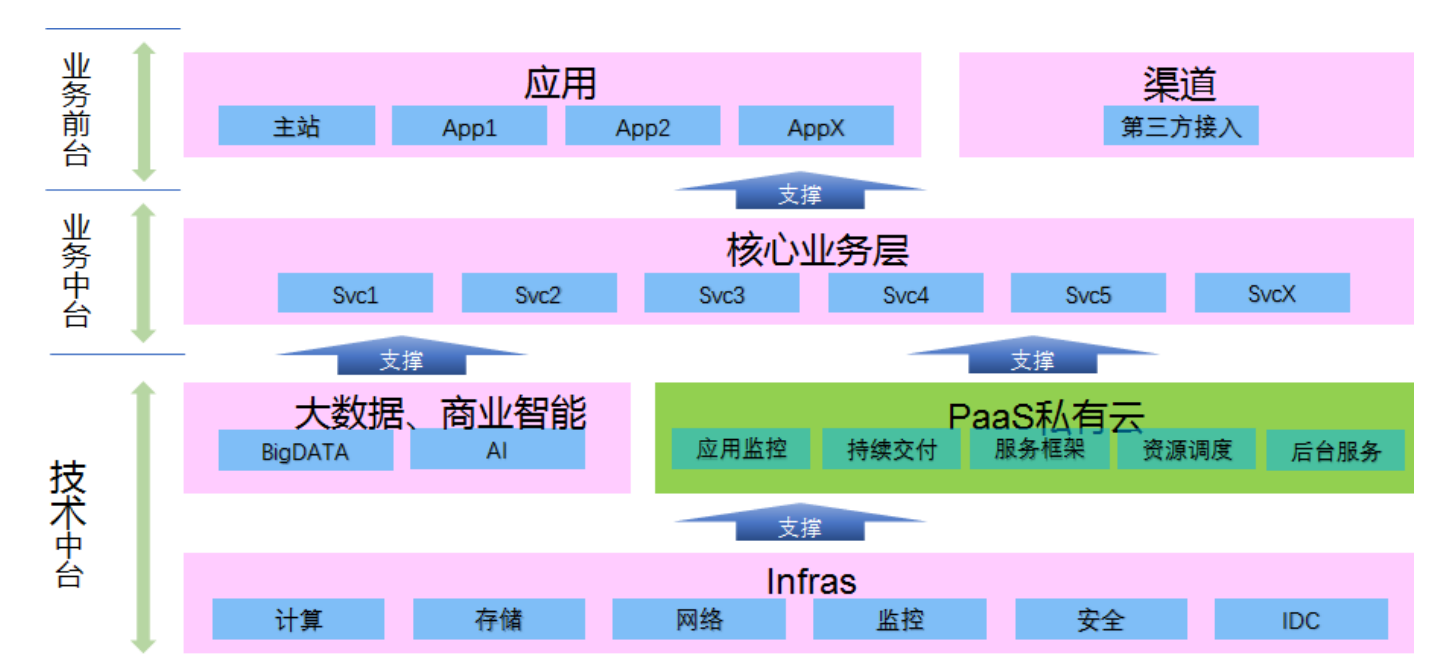 业务前台
应用
主站
App1
App2
AppX
渠道
第三方接入
支撑
业务中台
核心业务层
Svc1
Svc2
Svc3
Svc4
Svc5
SvcX
支撑
支撑
技术中台
大数据、商业智能
BigDATA
AI
PaaS私有云
应用监控
持续交付
服务框架
资源调度
后台服务
支撑
Infras
计算
存储
网络
监控
安全
IDC